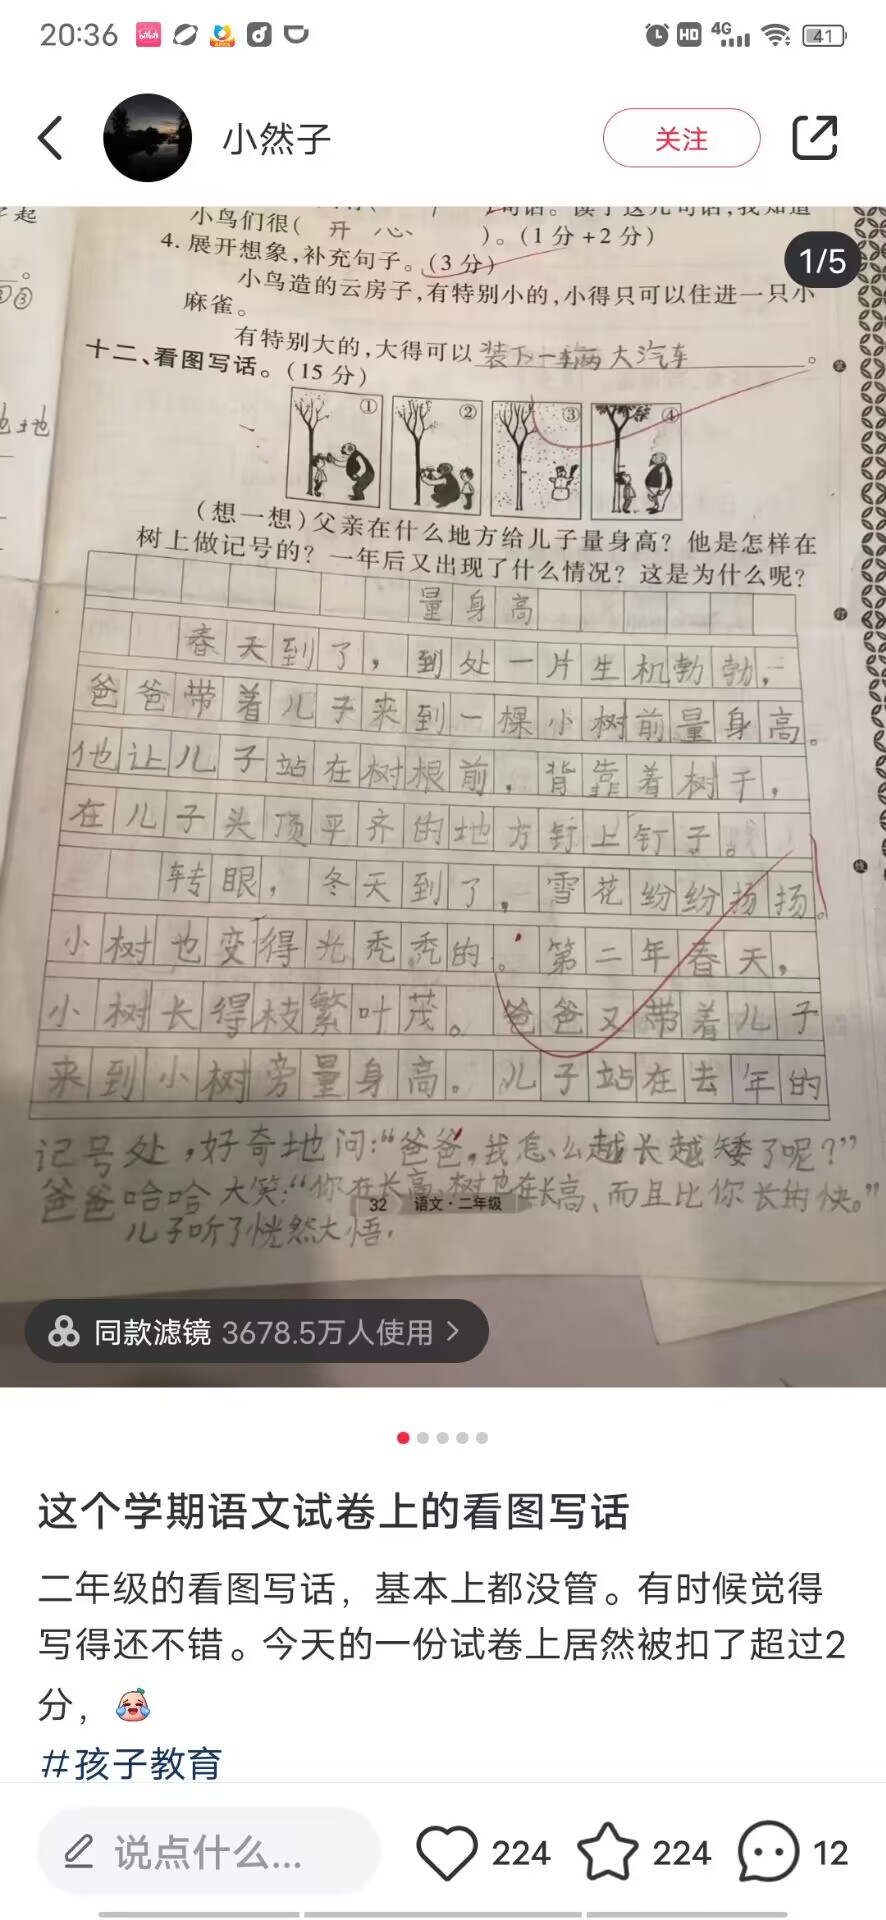 20:36
HD 4G 41
小然子
关注
1/5
小鸟们很( 开心 )。(1分+2分)
4. 展开想象,补充句子。(3分)
小鸟造的云房子,有特别小的,小得只可以住进一只小
麻雀。
有特别大的,大得可以装下一辆大汽车。
十二、看图写话。(15分)
① ② ③ ④
(想一想)父亲在什么地方给儿子量身高?他是怎样在
树上做记号的?一年后又出现了什么情况?这是为什么呢?
量身高
春天到了,到处一片生机勃勃,
爸爸带着儿子来到一棵小树前量身高。
他让儿子站在树根前,背靠着树干,
在儿子头顶平齐的地方钉上钉子。
转眼,冬天到了,雪花纷纷扬扬。
小树也变得光秃秃的。第二年春天,
小树长得枝繁叶茂。爸爸又带着儿子
来到小树旁量身高。儿子站在去年的
记号处,好奇地问:“爸爸,我怎么越长越矮了呢?”
爸爸哈哈大笑:“你在长高、树也在长高、而且比你长的快。”
32 语文·二年级
儿子听了恍然大悟.
同款滤镜 3678.5万人使用
这个学期语文试卷上的看图写话
二年级的看图写话,基本上都没管。有时候觉得
写得还不错。今天的一份试卷上居然被扣了超过2
分,
#孩子教育
说点什么...
224
224
12